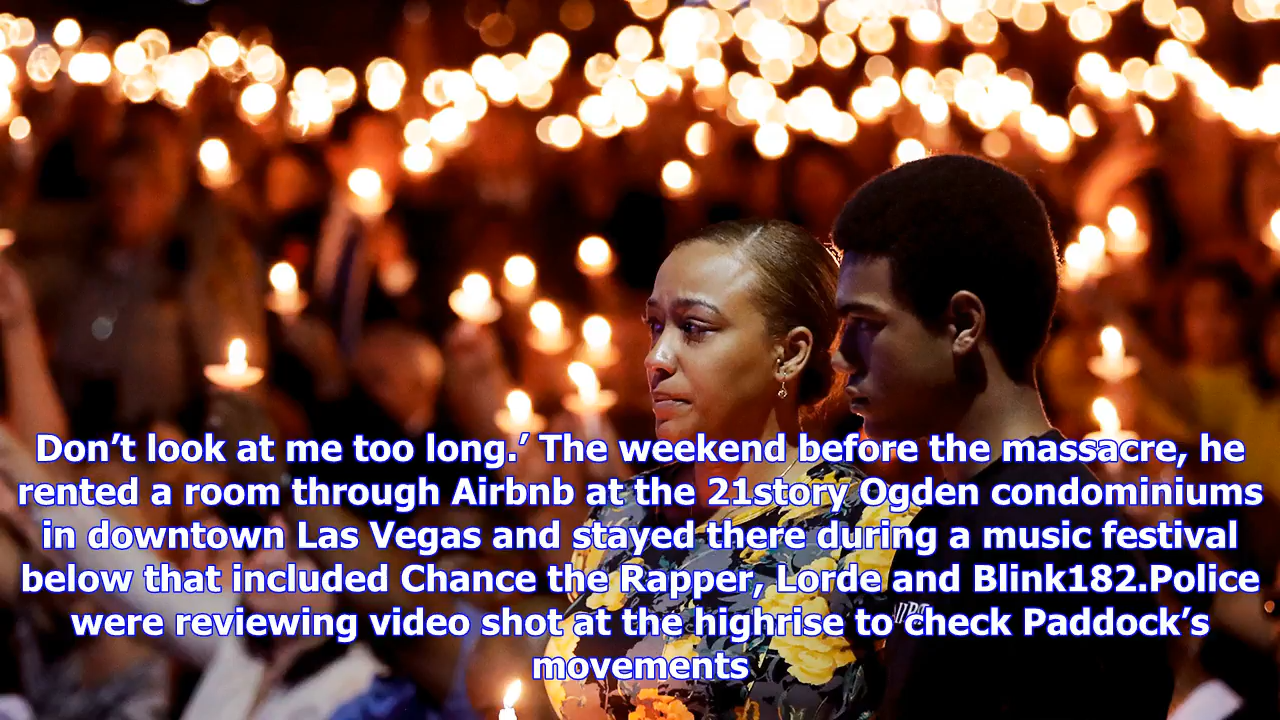 Don’t look at me too long.’ The weekend before the massacre, he
rented a room through Airbnb at the 21story Ogden condominiums
in downtown Las Vegas and stayed there during a music festival
below that included Chance the Rapper, Lorde and Blink182.Police
were reviewing video shot at the highrise to check Paddock’s
movements